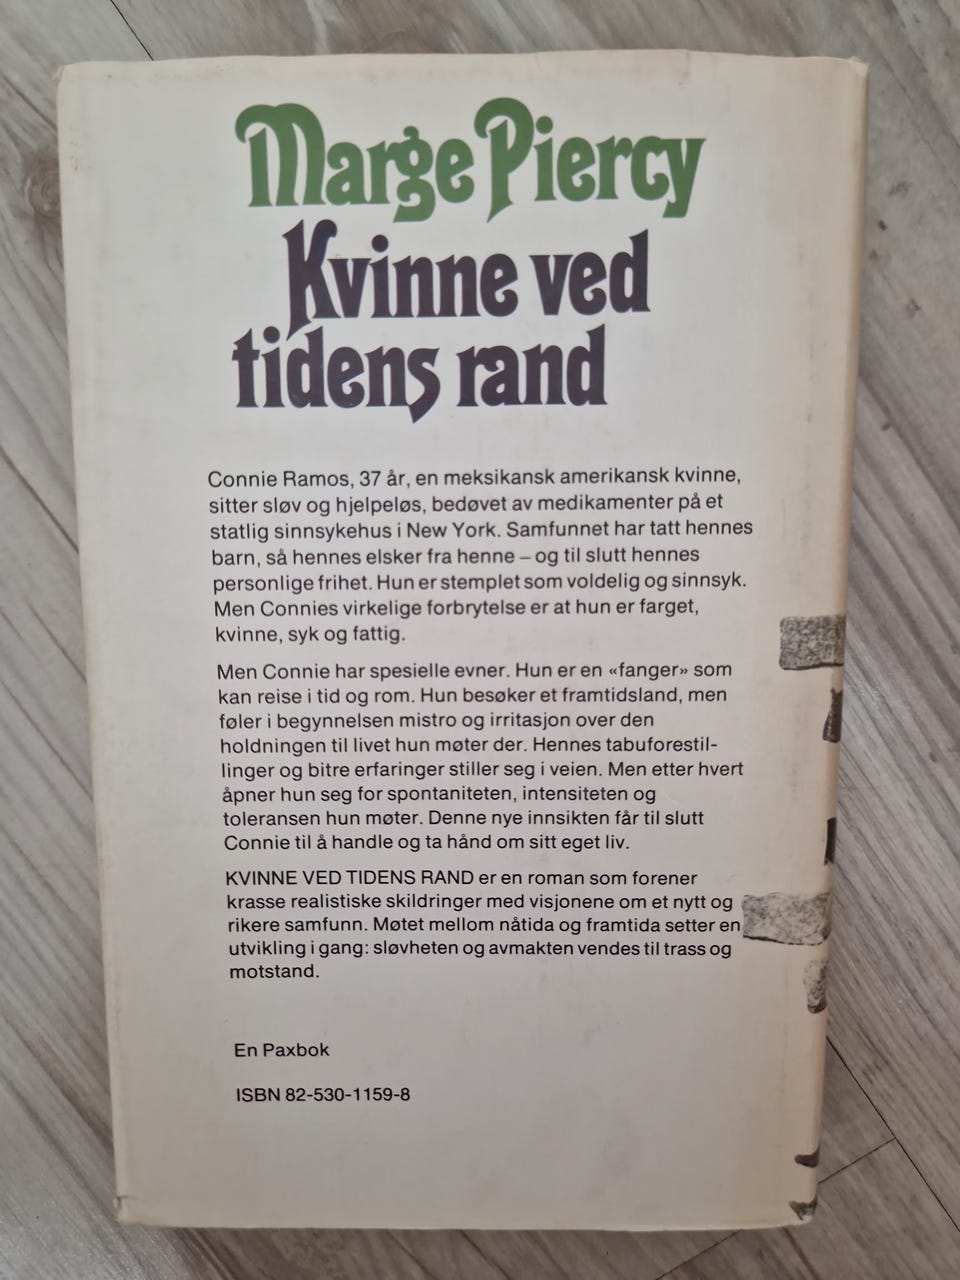 Marge Piercy
Kvinne ved
tidens rand
Connie Ramos, 37 år, en meksikansk amerikansk kvinne,
sitter sløv og hjelpeløs, bedøvet av medikamenter på et
statlig sinnsykehus i New York. Samfunnet har tatt hennes
barn, så hennes elsker fra henne – og til slutt hennes
personlige frihet. Hun er stemplet som voldelig og sinnsyk.
Men Connies virkelige forbrytelse er at hun er farget,
kvinne, syk og fattig.
Men Connie har spesielle evner. Hun er en «fanger» som
kan reise i tid og rom. Hun besøker et framtidsland, men
føler i begynnelsen mistro og irritasjon over den
holdningen til livet hun møter der. Hennes tabuforestil-
linger og bitre erfaringer stiller seg i veien. Men etter hvert
åpner hun seg for spontaniteten, intensiteten og
toleransen hun møter. Denne nye innsikten får til slutt
Connie til å handle og ta hånd om sitt eget liv.
KVINNE VED TIDENS RAND er en roman som forener
krasse realistiske skildringer med visjonene om et nytt og
rikere samfunn. Møtet mellom nåtida og framtida setter en
utvikling i gang: sløvheten og avmakten vendes til trass og
motstand.
En Paxbok
ISBN 82-530-1159-8